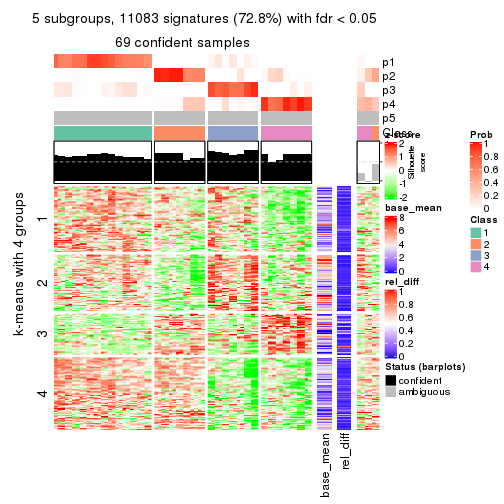 5 subgroups, 11083 signatures (72.8%) with fdr < 0.05
69 confident samples
p1
p2
p3
p4
p5
Class
Silhouette
score
k-means with 4 groups
1
2
3
4
base_mean
rel_diff
z-score
2
1
0
-1
-2
base_mean
8
6
4
2
0
rel_diff
1
0.8
0.6
0.4
0.2
0
Status (barplots)
confident
ambiguous
Prob
1
0.8
0.6
0.4
0.2
0
Class
1
2
3
4